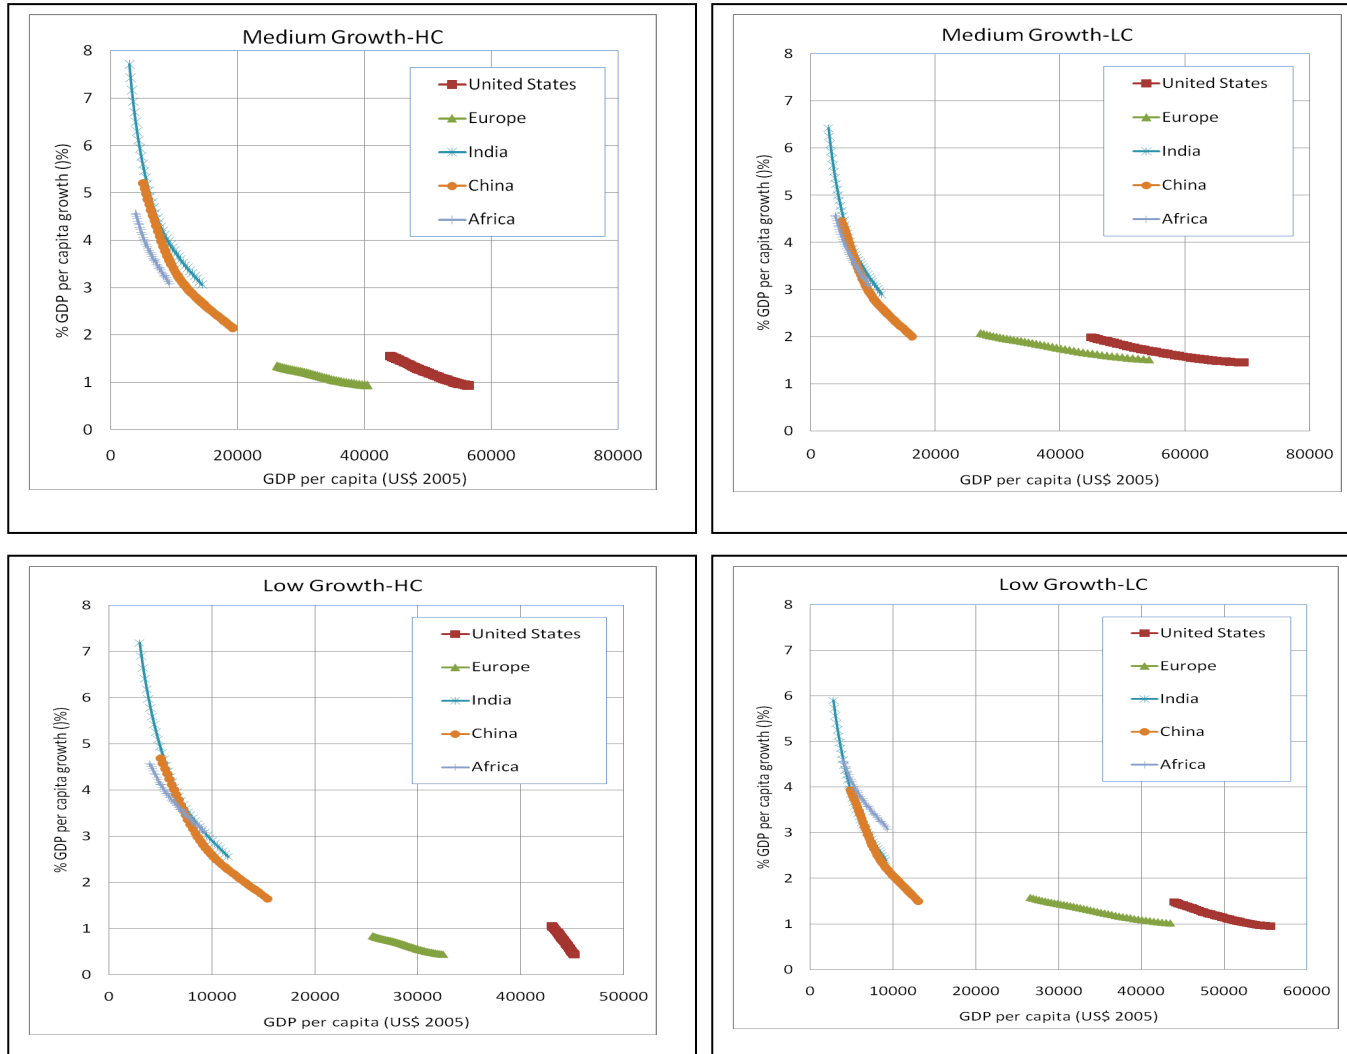 Medium Growth-HC
8
7
6
5
4
3
2
1
0
% GDP per capita growth ()%)
United States
Europe
India
China
Africa
0 20000 40000 60000 80000
GDP per capita (US$ 2005)
Medium Growth-LC
8
7
6
5
4
3
2
1
0
% GDP per capita growth ()%)
United States
Europe
India
China
Africa
0 20000 40000 60000 80000
GDP per capita (US$ 2005)
Low Growth-HC
8
7
6
5
4
3
2
1
0
% GDP per capita growth ()%)
United States
Europe
India
China
Africa
0 10000 20000 30000 40000 50000
GDP per capita (US$ 2005)
Low Growth-LC
8
7
6
5
4
3
2
1
0
% GDP per capita growth ()%)
United States
Europe
India
China
Africa
0 10000 20000 30000 40000 50000 60000
GDP per capita (US$ 2005)